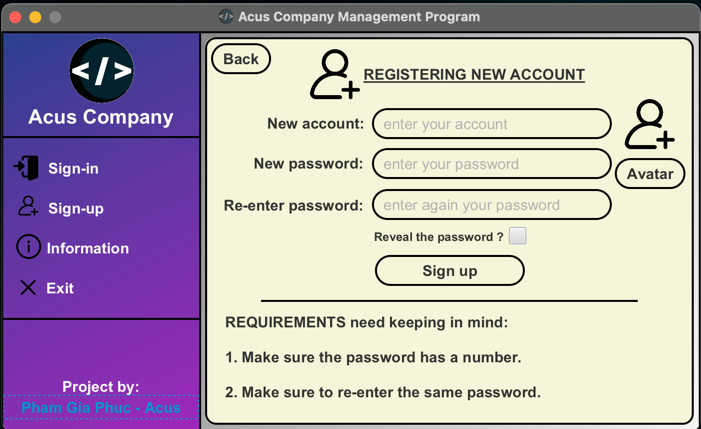 </> Acus Company Management Program
</>
Acus Company
Sign-in
Sign-up
Information
Exit
Project by:
Pham Gia Phuc - Acus
Back
REGISTERING NEW ACCOUNT
New account: enter your account
New password: enter your password
Re-enter password: enter again your password
Avatar
Reveal the password ?
Sign up
REQUIREMENTS need keeping in mind:
1. Make sure the password has a number.
2. Make sure to re-enter the same password.